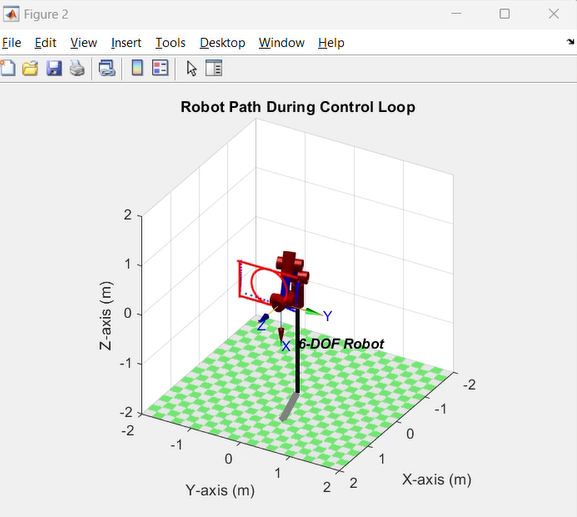 Figure 2
File Edit View Insert Tools Desktop Window Help
Robot Path During Control Loop
Z-axis (m)
2
1
0
-1
-2
Y
Z
X
6-DOF Robot
-2
-1
0
1
2
Y-axis (m)
2
1
0
-1
-2
X-axis (m)